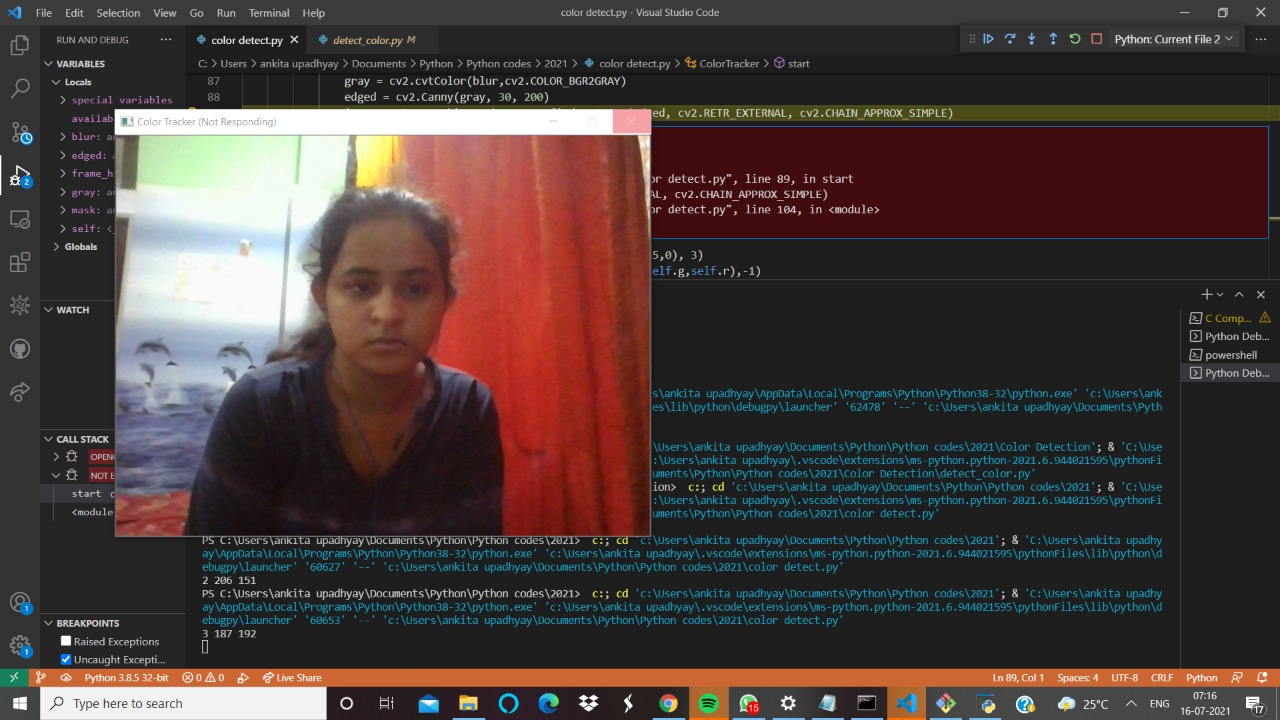 File Edit Selection View Go Run Terminal Help
color detect.py - Visual Studio Code
RUN AND DEBUG ···
color detect.py
detect_color.py M
Python: Current File 2
C: > Users > ankita upadhyay > Documents > Python > Python codes > 2021 > color detect.py > ColorTracker > start
VARIABLES
Locals
special variables
availab
blur: a
edged:
frame_h
gray: a
mask: a
self: <
Globals
WATCH
CALL STACK
OPEN
NOT E
start c
<module
BREAKPOINTS
Raised Exceptions
Uncaught Excepti...
87 gray = cv2.cvtColor(blur,cv2.COLOR_BGR2GRAY)
88 edged = cv2.Canny(gray, 30, 200)
ed, cv2.RETR_EXTERNAL, cv2.CHAIN_APPROX_SIMPLE)
Color Tracker (Not Responding)
or detect.py", line 89, in start
AL, cv2.CHAIN_APPROX_SIMPLE)
or detect.py", line 104, in <module>
5,0), 3)
elf.g,self.r),-1)
C Comp...
Python Deb...
powershell
Python Deb...
s\ankita upadhyay\AppData\Local\Programs\Python\Python38-32\python.exe' 'c:\Users\ank
es\lib\python\debugpy\launcher' '62478' '--' 'c:\Users\ankita upadhyay\Documents\Pyth
:\Users\ankita upadhyay\Documents\Python\Python codes\2021\Color Detection'; & 'C:\Use
:\Users\ankita upadhyay\.vscode\extensions\ms-python.python-2021.6.944021595\pythonFi
uments\Python\Python codes\2021\Color Detection\detect_color.py'
ion> c:; cd 'c:\Users\ankita upadhyay\Documents\Python\Python codes\2021'; & 'C:\Use
:\Users\ankita upadhyay\.vscode\extensions\ms-python.python-2021.6.944021595\pythonFi
uments\Python\Python codes\2021\color detect.py'
PS C:\Users\ankita upadhyay\Documents\Python\Python codes\2021> c:; cd 'c:\Users\ankita upadhyay\Documents\Python\Python codes\2021'; & 'C:\Users\ankita upadhy
ay\AppData\Local\Programs\Python\Python38-32\python.exe' 'c:\Users\ankita upadhyay\.vscode\extensions\ms-python.python-2021.6.944021595\pythonFiles\lib\python\d
ebugpy\launcher' '60627' '--' 'c:\Users\ankita upadhyay\Documents\Python\Python codes\2021\color detect.py'
2 206 151
PS C:\Users\ankita upadhyay\Documents\Python\Python codes\2021> c:; cd 'c:\Users\ankita upadhyay\Documents\Python\Python codes\2021'; & 'C:\Users\ankita upadhy
ay\AppData\Local\Programs\Python\Python38-32\python.exe' 'c:\Users\ankita upadhyay\.vscode\extensions\ms-python.python-2021.6.944021595\pythonFiles\lib\python\d
ebugpy\launcher' '60653' '--' 'c:\Users\ankita upadhyay\Documents\Python\Python codes\2021\color detect.py'
3 187 192
Python 3.8.5 32-bit
0 0
Live Share
Ln 89, Col 1 Spaces: 4 UTF-8 CRLF Python
Type here to search
15
25°C
ENG
07:16
16-07-2021
17